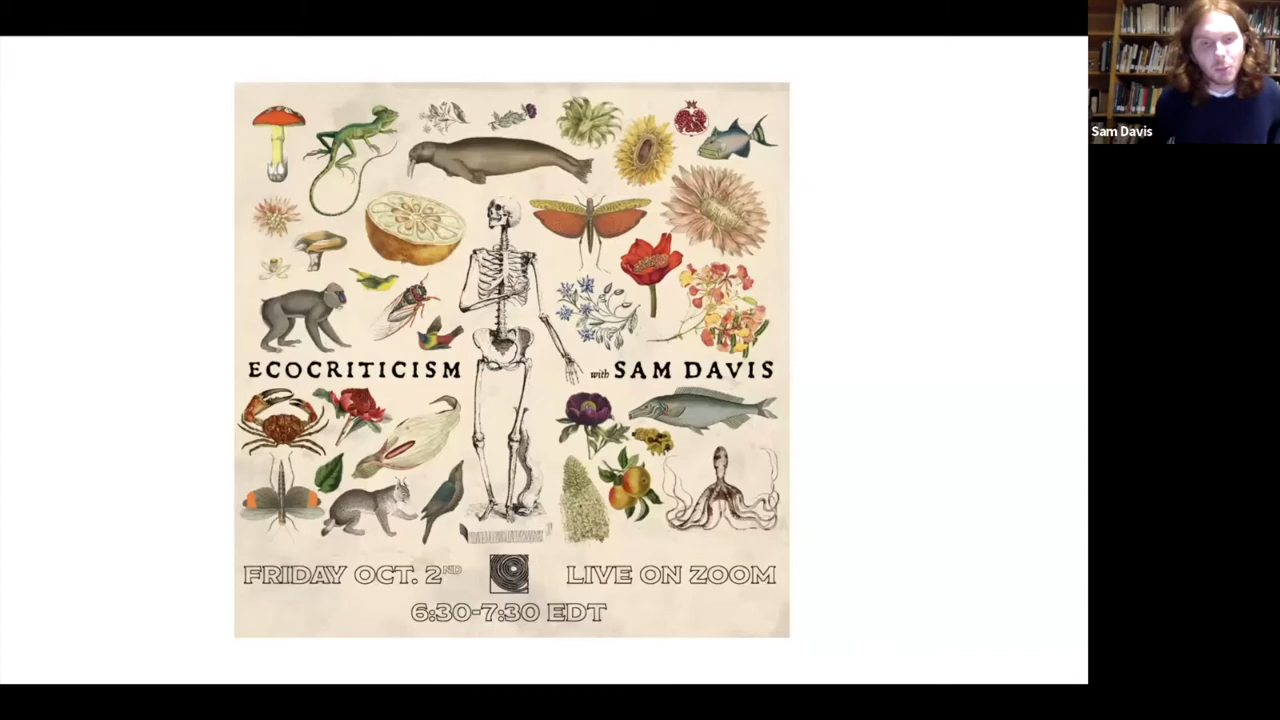 Sam Davis
ECOCRITICISM with SAM DAVIS
FRIDAY OCT. 2ND LIVE ON ZOOM
6:30-7:30 EDT